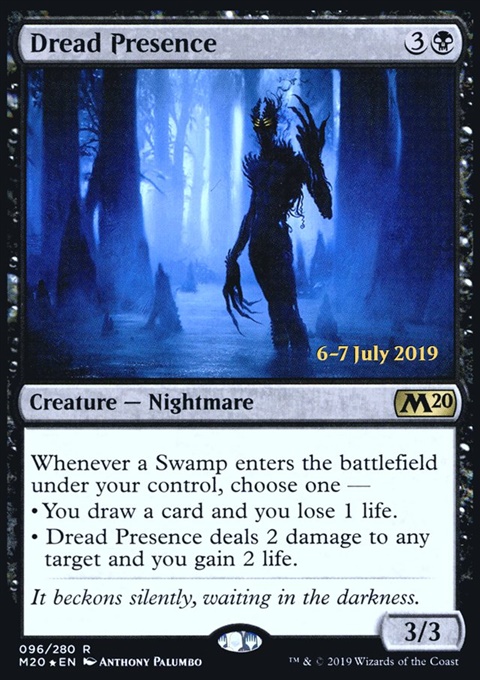 Dread Presence 3
6–7 July 2019
Creature — Nightmare M20
Whenever a Swamp enters the battlefield
under your control, choose one —
• You draw a card and you lose 1 life.
• Dread Presence deals 2 damage to any
target and you gain 2 life.
It beckons silently, waiting in the darkness.
3/3
096/280 R
M20 ★ EN Anthony Palumbo
™ & © 2019 Wizards of the Coast